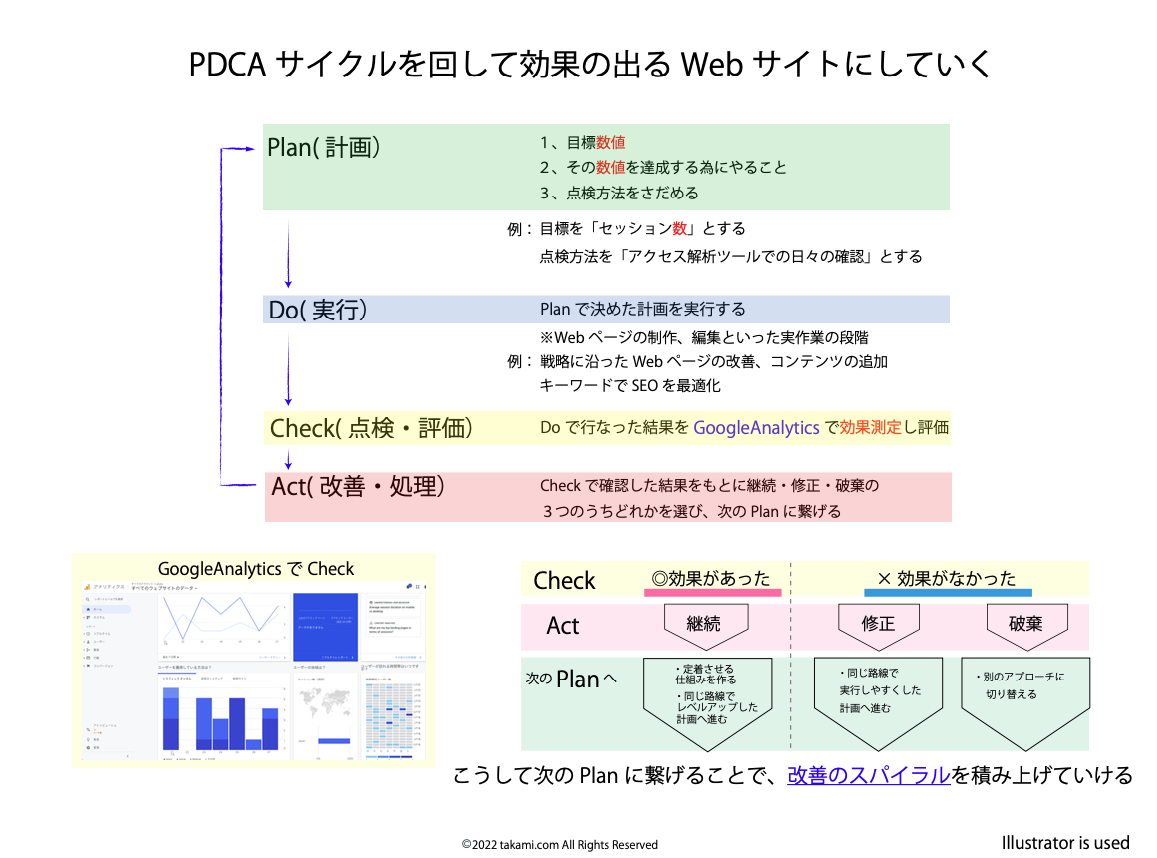 PDCA サイクルを回して効果の出る Web サイトにしていく
Plan( 計画）
１、目標数値
２、その数値を達成する為にやること
３、点検方法をさだめる
例： 目標を「セッション数」とする
点検方法を「アクセス解析ツールでの日々の確認」とする
Do( 実行）
Plan で決めた計画を実行する
※Web ページの制作、編集といった実作業の段階
例： 戦略に沿った Web ページの改善、コンテンツの追加
キーワードで SEO を最適化
Check( 点検・評価）
Do で行なった結果を GoogleAnalytics で効果測定し評価
Act( 改善・処理）
Check で確認した結果をもとに継続・修正・破棄の
３つのうちどれかを選び、次の Plan に繋げる
GoogleAnalytics で Check
アナリティクス
すべてのウェブサイトのデータ
Check
◎効果があった
× 効果がなかった
Act
継続
修正
破棄
次の Plan へ
・定着させる
仕組みを作る
・同じ路線で
レベルアップした
計画へ進む
・同じ路線で
実行しやすくした
計画へ進む
・別のアプローチに
切り替える
こうして次の Plan に繋げることで、改善のスパイラルを積み上げていける
©2022 takami.com All Rights Reserved
Illustrator is used